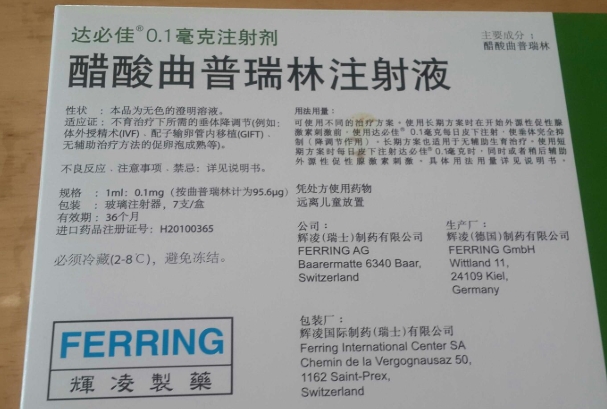 达必佳®0.1毫克注射剂
醋酸曲普瑞林注射液
主要成分：
醋酸曲普瑞林
性状 ：本品为无色的澄明溶液。
适应证：不育治疗下所需的垂体降调节(例如：
体外授精术(IVF)﹑配子输卵管内移植(GIFT)﹑
无辅助治疗方法的促卵泡成熟等)。
不良反应﹑注意事项﹑禁忌：详见说明书。
规格 ：1ml：0.1mg（按曲普瑞林计为95.6μg）
包装 ：玻璃注射器，7支/盒
有效期：36个月
进口药品注册证号：H20100365
必须冷藏(2-8℃)，避免冻结。
用法用量：
可使用不同的治疗方案。使用长期方案时在开始外源性促性
腺激素刺激前，使用达必佳®0.1毫克每日皮下注射，使垂体完全抑
制（降调节作用）。长期方案也适用于无辅助生育治疗。使用短
期方案时每日皮下注射达必佳®0.1毫克时，同时或者稍后辅助
外源性促性腺激素刺激。具体用法用量详见说明书。
凭处方使用药物
远离儿童放置
公司：
辉凌(瑞士)制药有限公司
FERRING AG
Baarermatte 6340 Baar,
Switzerland
生产厂：
辉凌(德国)制药有限公司
FERRING GmbH
Wittland 11,
24109 Kiel,
Germany
包装厂：
辉凌国际制药(瑞士)有限公司
Ferring International Center SA
Chemin de la Vergognausaz 50,
1162 Saint-Prex,
Switzerland
FERRING
輝凌製藥